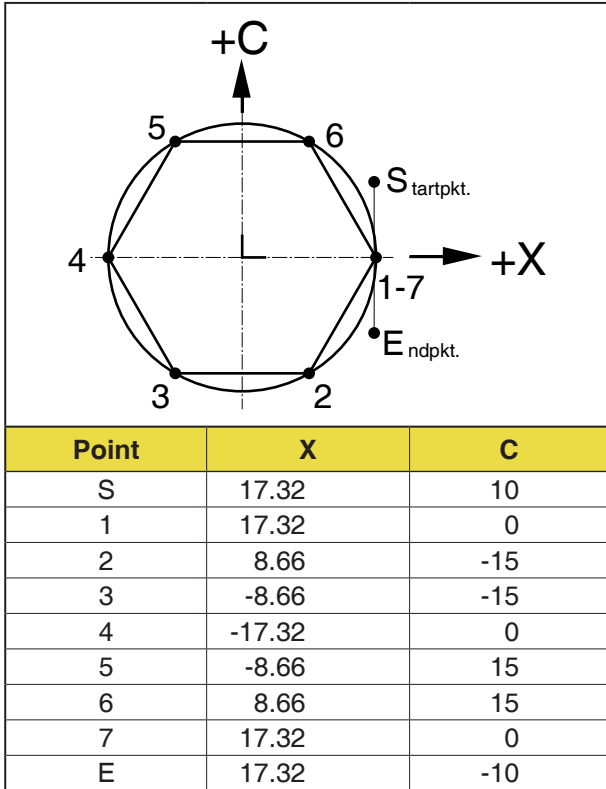 +C
5 6
S tartpkt.
4 +X
1-7
E ndpkt.
3 2
Point X C
S 17.32 10
1 17.32 0
2 8.66 -15
3 -8.66 -15
4 -17.32 0
5 -8.66 15
6 8.66 15
7 17.32 0
E 17.32 -10